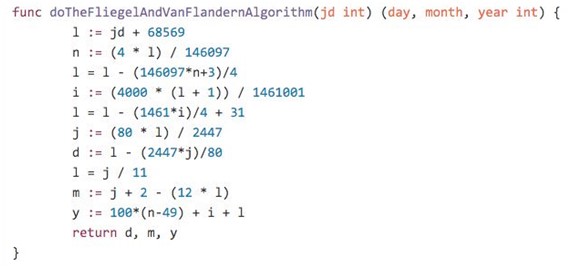 func doTheFliegelAndVanFlandernAlgorithm(jd int) (day, month, year int) {
l := jd + 68569
n := (4 * l) / 146097
l = l - (146097*n+3)/4
i := (4000 * (l + 1)) / 1461001
l = l - (1461*i)/4 + 31
j := (80 * l) / 2447
d := l - (2447*j)/80
l = j / 11
m := j + 2 - (12 * l)
y := 100*(n-49) + i + l
return d, m, y
}